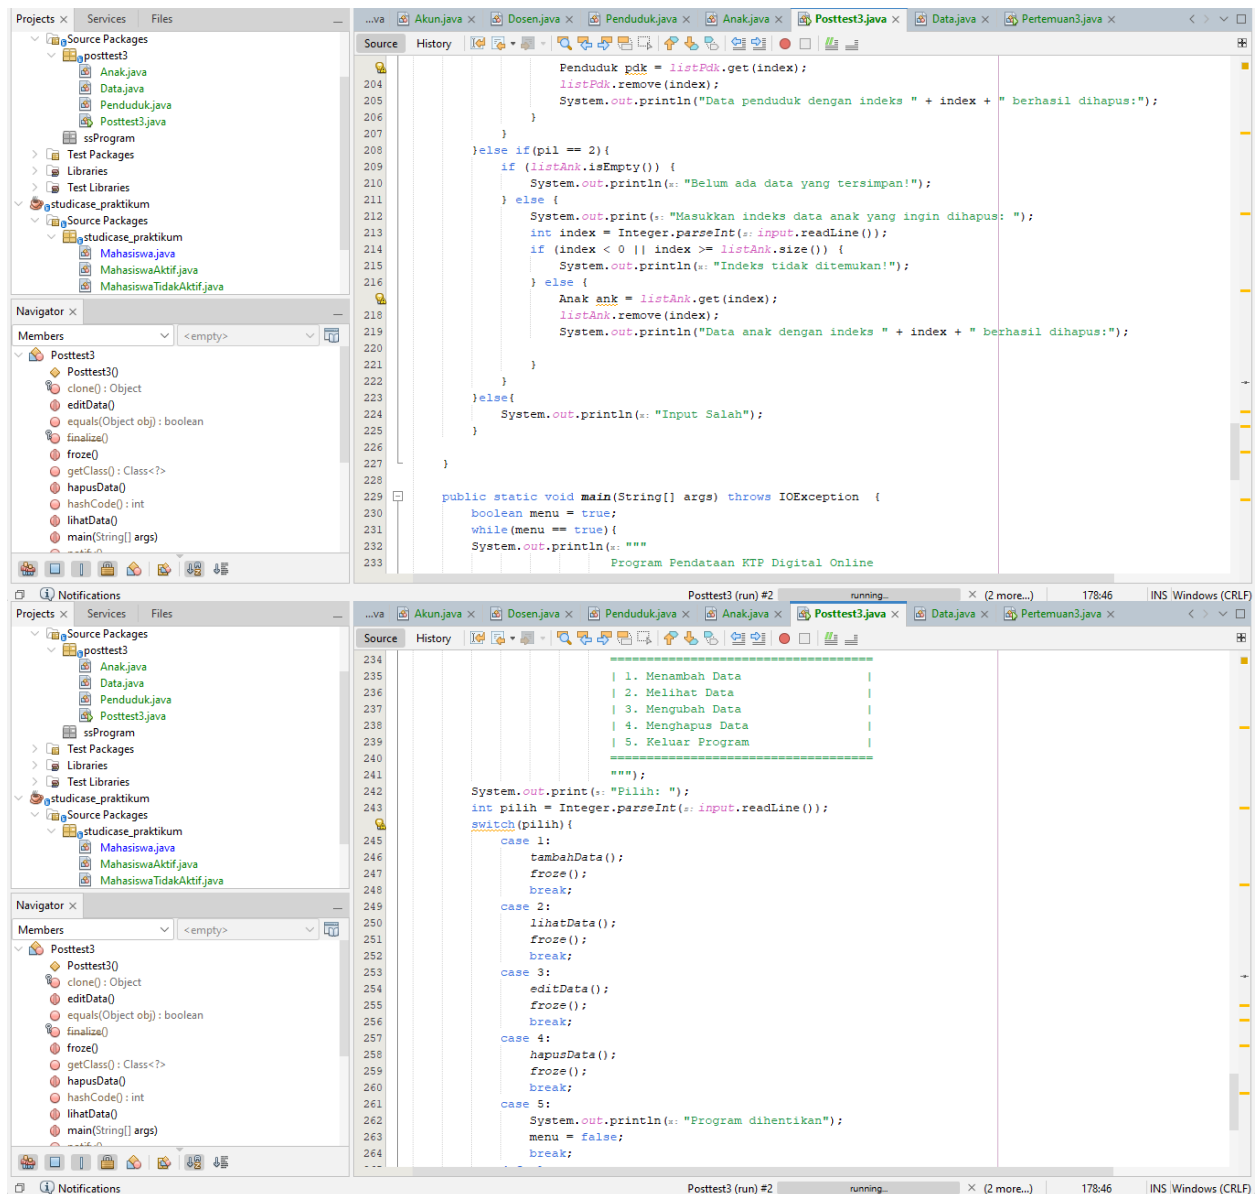 Projects × Services Files
Source Packages
posttest3
Anak.java
Data.java
Penduduk.java
Posttest3.java
ssProgram
Test Packages
Libraries
Test Libraries
studicase_praktikum
Source Packages
studicase_praktikum
Mahasiswa.java
MahasiswaAktif.java
MahasiswaTidakAktif.java
Navigator ×
Members <empty>
Posttest3
Posttest3()
clone() : Object
editData()
equals(Object obj) : boolean
finalize()
froze()
getClass() : Class<?>
hapusData()
hashCode() : int
lihatData()
main(String[] args)
...va Akun.java × Dosen.java × Penduduk.java × Anak.java × Posttest3.java × Data.java × Pertemuan3.java ×
Source History
Penduduk pdk = listPdk.get(index);
204 listPdk.remove(index);
205 System.out.println("Data penduduk dengan indeks " + index + " berhasil dihapus:");
206 }
207 }
208 }else if(pil == 2){
209 if (listAnk.isEmpty()) {
210 System.out.println(x: "Belum ada data yang tersimpan!");
211 } else {
212 System.out.print(s: "Masukkan indeks data anak yang ingin dihapus: ");
213 int index = Integer.parseInt(s: input.readLine());
214 if (index < 0 || index >= listAnk.size()) {
215 System.out.println(x: "Indeks tidak ditemukan!");
216 } else {
Anak ank = listAnk.get(index);
218 listAnk.remove(index);
219 System.out.println("Data anak dengan indeks " + index + " berhasil dihapus:");
220
221 }
222 }
223 }else{
224 System.out.println(x: "Input Salah");
225 }
226
227 }
228
229 public static void main(String[] args) throws IOException {
230 boolean menu = true;
231 while(menu == true){
232 System.out.println(x: """
233 Program Pendataan KTP Digital Online
Notifications Posttest3 (run) #2 running... × (2 more...) 178:46 INS Windows (CRLF)
Projects × Services Files
Source Packages
posttest3
Anak.java
Data.java
Penduduk.java
Posttest3.java
ssProgram
Test Packages
Libraries
Test Libraries
studicase_praktikum
Source Packages
studicase_praktikum
Mahasiswa.java
MahasiswaAktif.java
MahasiswaTidakAktif.java
Navigator ×
Members <empty>
Posttest3
Posttest3()
clone() : Object
editData()
equals(Object obj) : boolean
finalize()
froze()
getClass() : Class<?>
hapusData()
hashCode() : int
lihatData()
main(String[] args)
...va Akun.java × Dosen.java × Penduduk.java × Anak.java × Posttest3.java × Data.java × Pertemuan3.java ×
Source History
234 ====================================
235 | 1. Menambah Data |
236 | 2. Melihat Data |
237 | 3. Mengubah Data |
238 | 4. Menghapus Data |
239 | 5. Keluar Program |
240 ====================================
241 """);
242 System.out.print(s: "Pilih: ");
243 int pilih = Integer.parseInt(s: input.readLine());
switch(pilih){
245 case 1:
246 tambahData();
247 froze();
248 break;
249 case 2:
250 lihatData();
251 froze();
252 break;
253 case 3:
254 editData();
255 froze();
256 break;
257 case 4:
258 hapusData();
259 froze();
260 break;
261 case 5:
262 System.out.println(x: "Program dihentikan");
263 menu = false;
264 break;
Notifications Posttest3 (run) #2 running... × (2 more...) 178:46 INS Windows (CRLF)